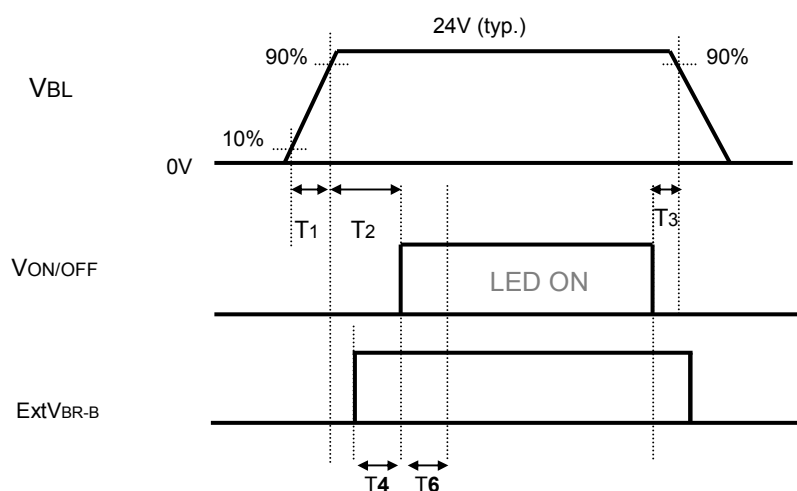 24V (typ.)
90%
90%
VBL
10%
0V
T1
T2
T3
VON/OFF
LED ON
ExtVBR-B
T4
T6